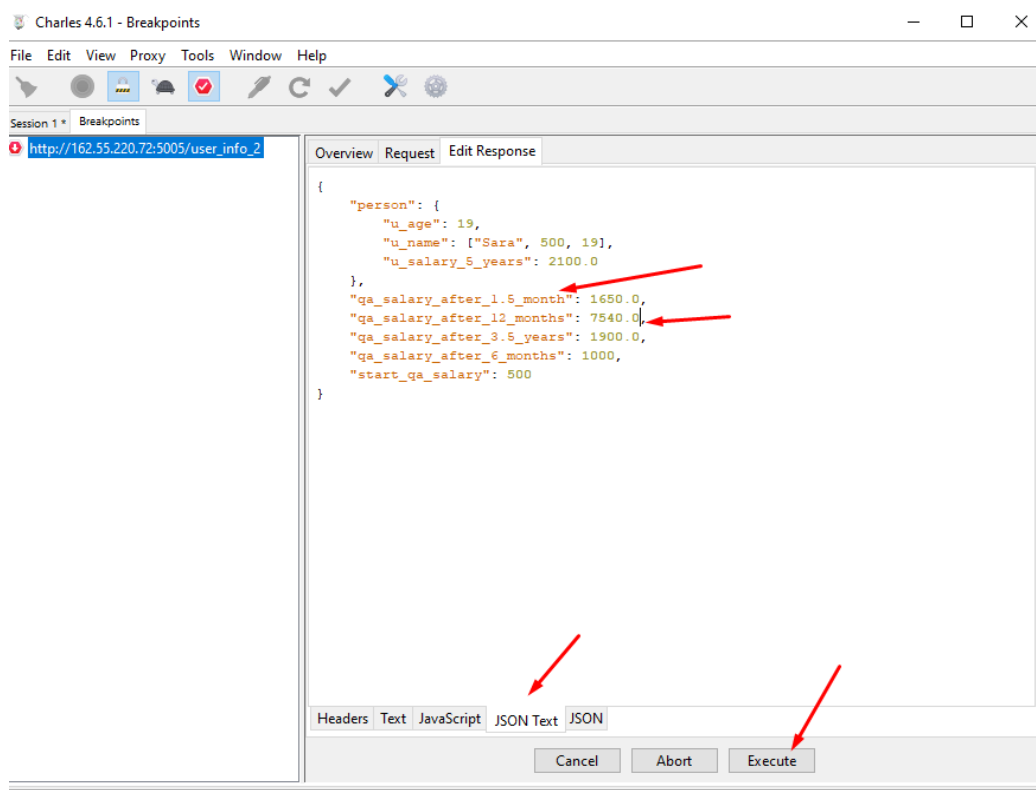 Charles 4.6.1 - Breakpoints
File Edit View Proxy Tools Window Help
Session 1 * Breakpoints
http://162.55.220.72:5005/user_info_2
Overview Request Edit Response
{
"person": {
"u_age": 19,
"u_name": ["Sara", 500, 19],
"u_salary_5_years": 2100.0
},
"qa_salary_after_1.5_month": 1650.0,
"qa_salary_after_12_months": 7540.0,
"qa_salary_after_3.5_years": 1900.0,
"qa_salary_after_6_months": 1000,
"start_qa_salary": 500
}
Headers Text JavaScript JSON Text JSON
Cancel Abort Execute